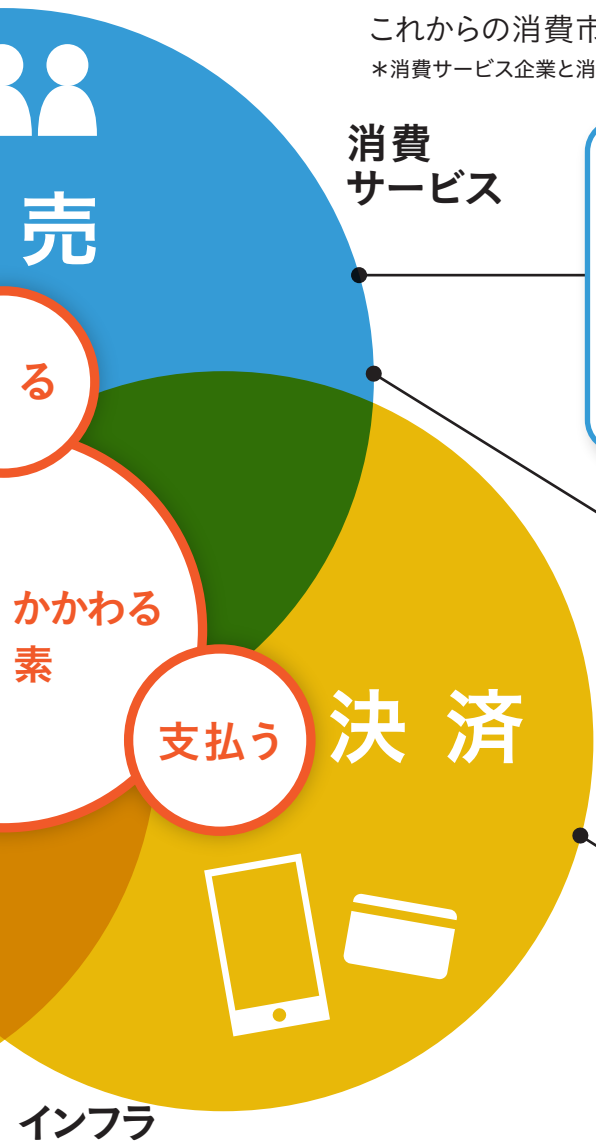 これからの消費市
*消費サービス企業と消
消費
サービス
売
る
かかわる
素
支払う
決 済
インフラ